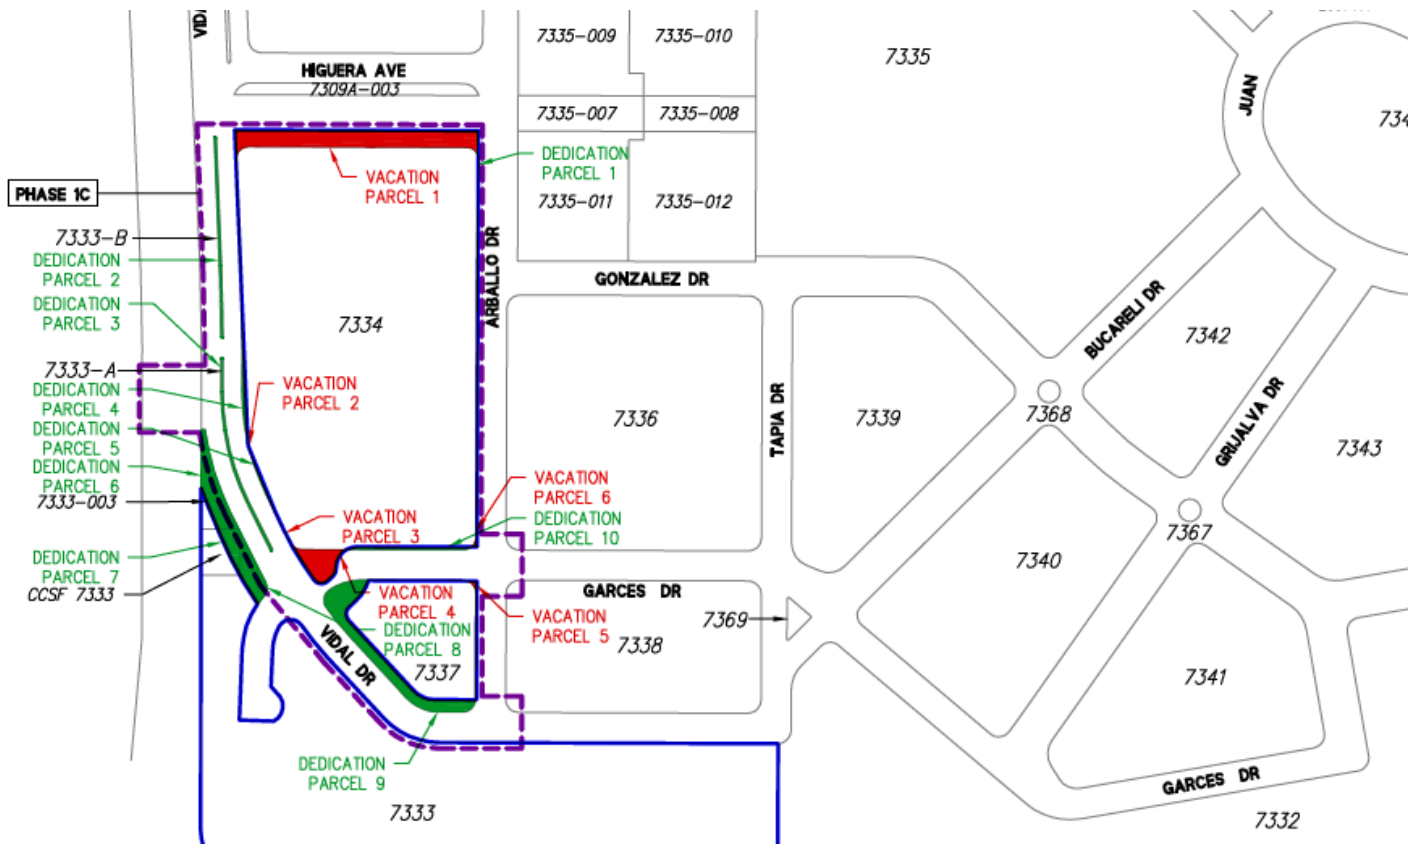 VIDA
7335-009
7335-010
7335
HIGUERA AVE
7309A-003
JUAN
734
7335-007
7335-008
DEDICATION
PARCEL 1
VACATION
PARCEL 1
PHASE 1C
7335-011
7335-012
7333-B
DEDICATION
PARCEL 2
DEDICATION
PARCEL 3
ARBALLO DR
GONZALEZ DR
BUCARELI DR
7334
7342
7333-A
DEDICATION
PARCEL 4
VACATION
PARCEL 2
DEDICATION
PARCEL 5
7336
TAPIA DR
7339
7368
GRIJALVA DR
7343
DEDICATION
PARCEL 6
7333-003
VACATION
PARCEL 6
VACATION
PARCEL 3
DEDICATION
PARCEL 10
7367
DEDICATION
PARCEL 7
CCSF 7333
7340
VACATION
PARCEL 4
GARCES DR
VACATION
PARCEL 5
7369
DEDICATION
PARCEL 8
7338
VIDAL DR
7337
7341
DEDICATION
PARCEL 9
GARCES DR
7333
7332